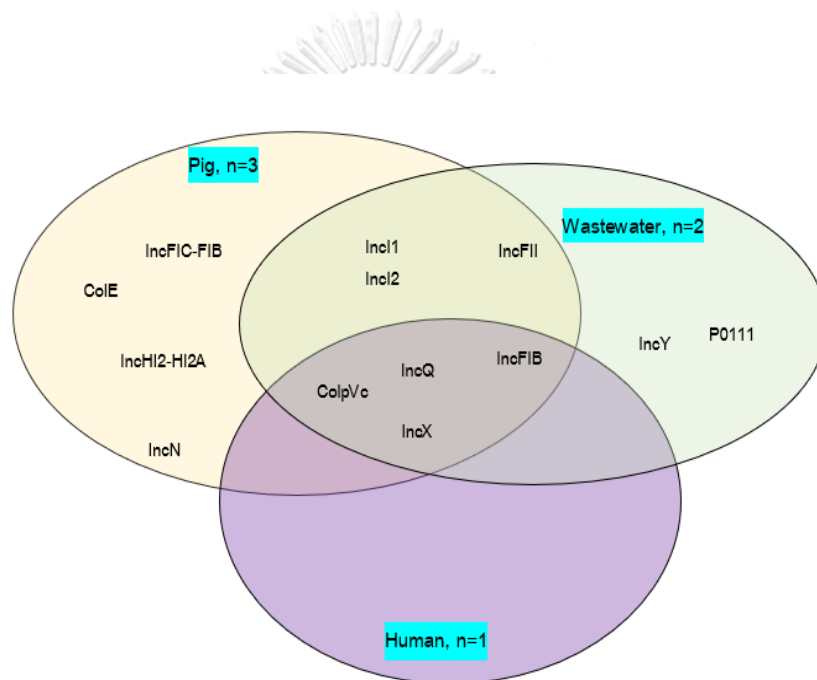 Pig, n=3
Wastewater, n=2
IncFIC-FIB
IncI1
IncFII
IncI2
ColE
IncY
P0111
IncHI2-HI2A
IncQ
IncFIB
ColpVc
IncX
IncN
Human, n=1